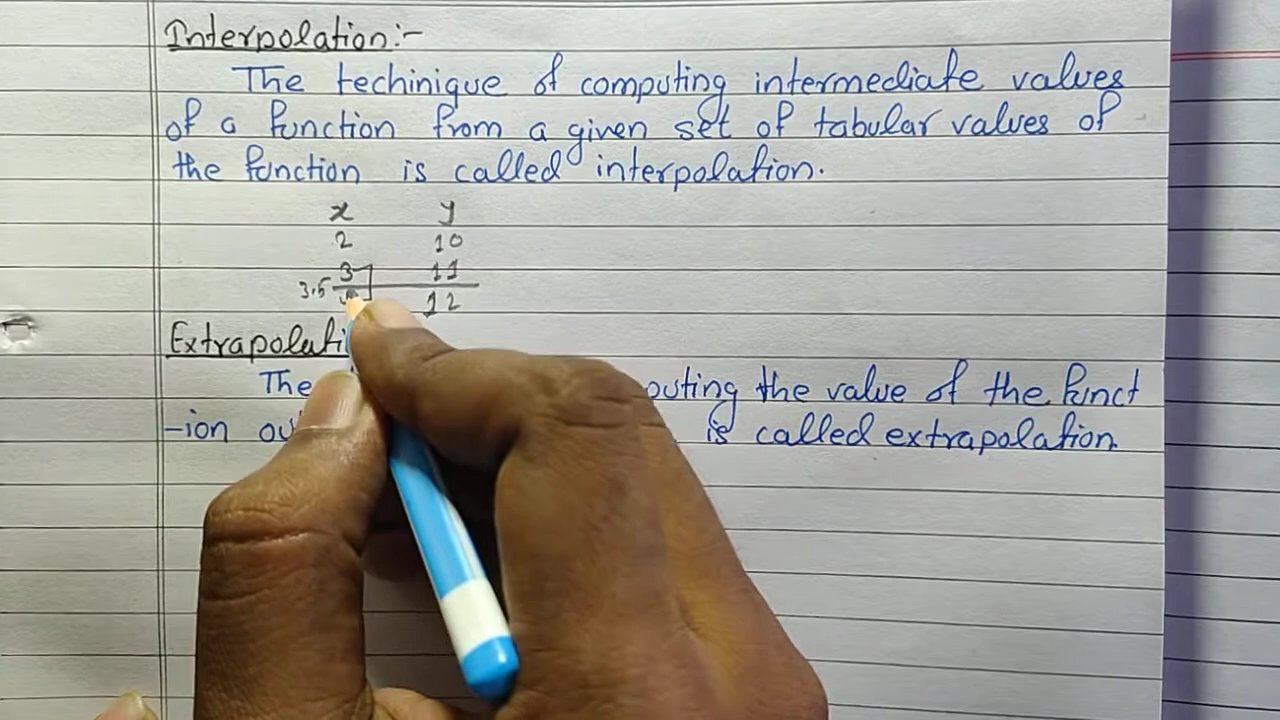 Interpolation:-
The techinique of computing intermediate values
of a function from a given set of tabular values of
the function is called interpolation.
x y
2 10
3 11
3.5
12
Extrapolati
The outing the value of the funct
-ion ou is called extrapolation.